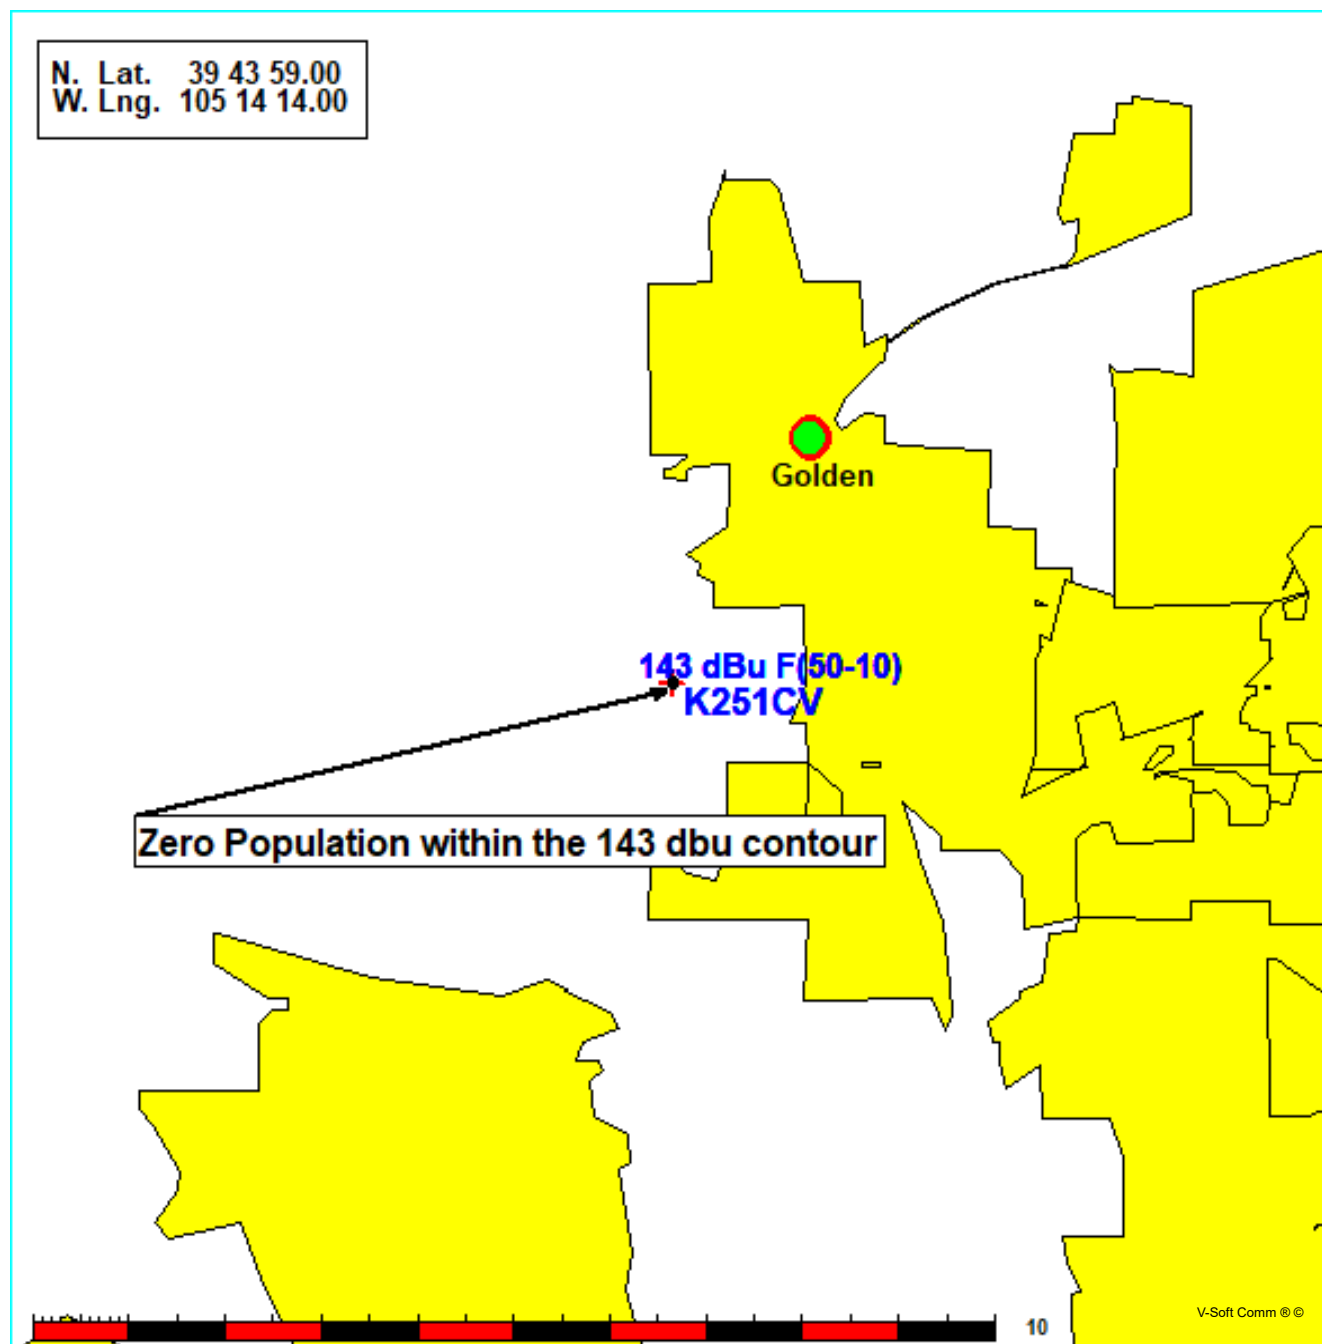 N. Lat. 39 43 59.00
W. Lng. 105 14 14.00
Golden
143 dBu F(50-10)
K251CV
Zero Population within the 143 dbu contour
10
V-Soft Comm ® ©